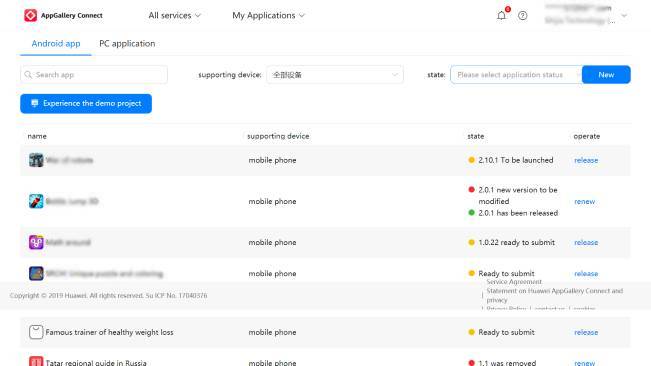 AppGallery Connect
All services
My Applications
6
Android app
PC application
Search app
supporting device:
全部设备
state:
Please select application status
New
Experience the demo project
name
supporting device
state
operate
mobile phone
2.10.1 To be launched
release
mobile phone
2.0.1 new version to be
modified
2.0.1 has been released
renew
mobile phone
1.0.22 ready to submit
release
mobile phone
Ready to submit
release
Service Agreement
Copyright © 2019 Huawei. All rights reserved. Su ICP No. 17040376
Statement on Huawei AppGallery Connect and
privacy
Privacy Policy | contact us | cookies
Famous trainer of healthy weight loss
mobile phone
Ready to submit
release
Tatar regional guide in Russia
mobile phone
1.1 was removed
renew